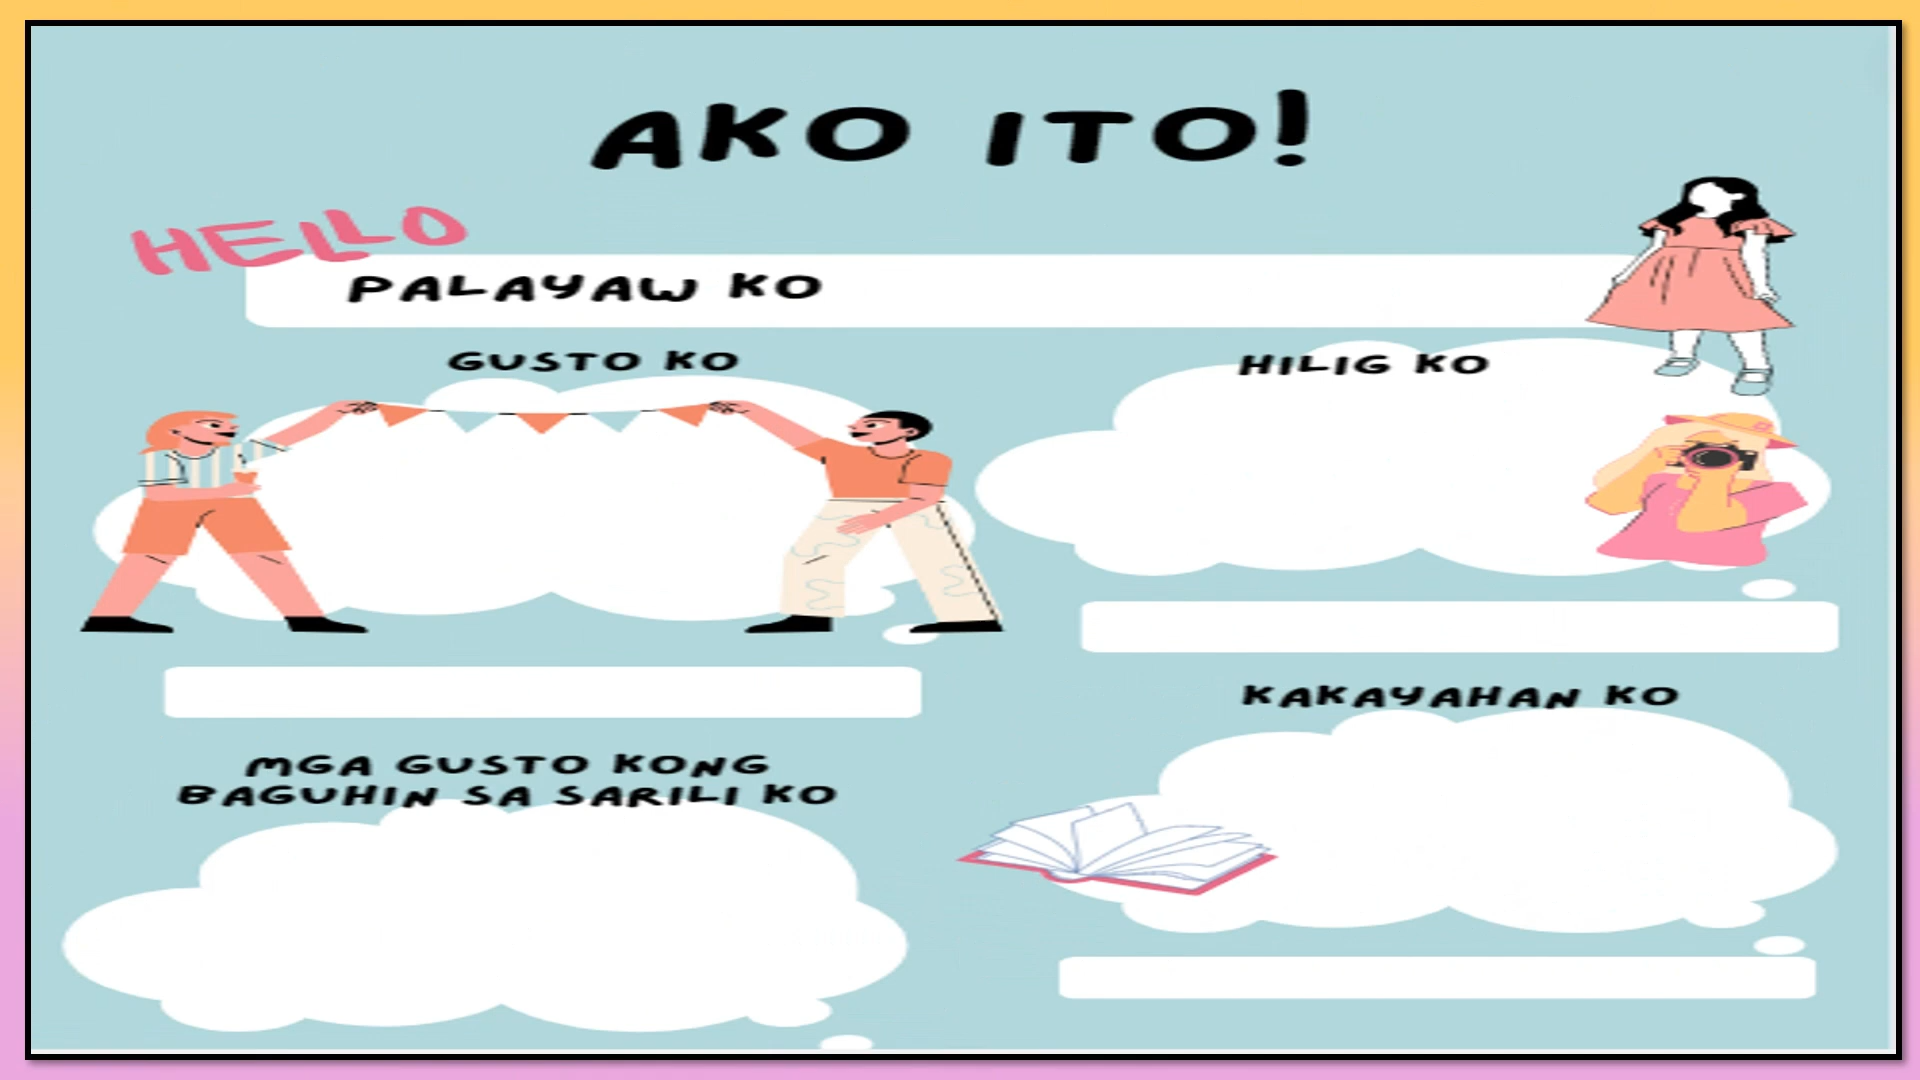 AKO ITO!
HELLO
PALAYAW KO
GUSTO KO
HILIG KO
KAKAYAHAN KO
MGA GUSTO KONG
BAGUHIN SA SARILI KO